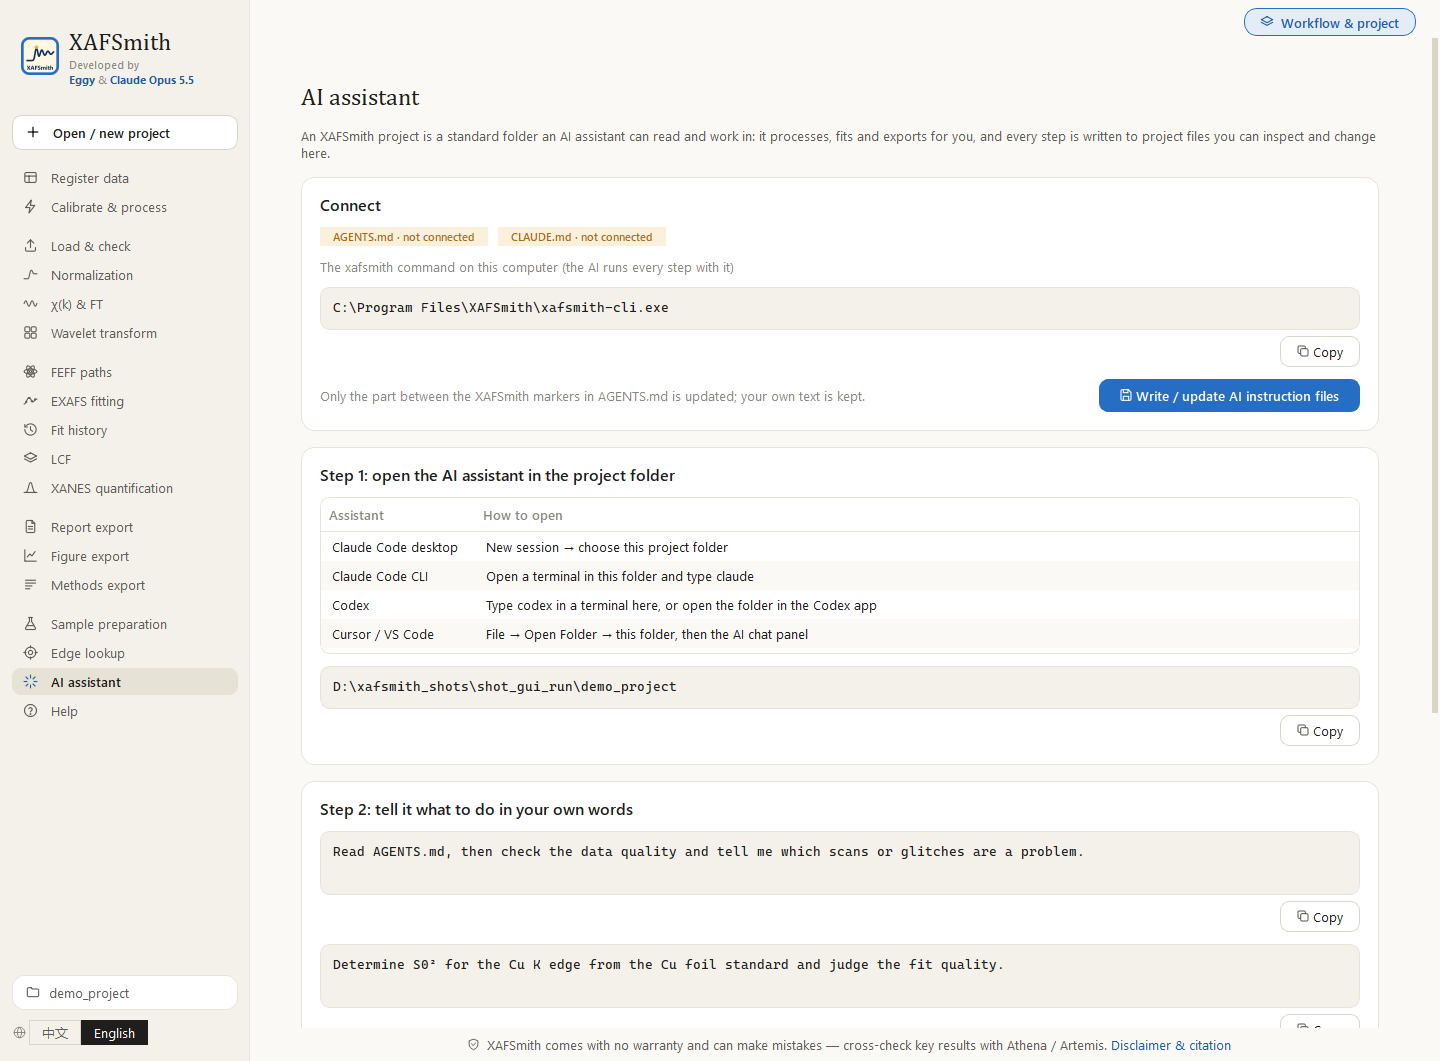 XAFSmith
XAFSmith
Developed by
Eggy & Claude Opus 5.5
Open / new project
Register data
Calibrate & process
Load & check
Normalization
χ(k) & FT
Wavelet transform
FEFF paths
EXAFS fitting
Fit history
LCF
XANES quantification
Report export
Figure export
Methods export
Sample preparation
Edge lookup
AI assistant
Help
demo_project
中文 English
Workflow & project
AI assistant
An XAFSmith project is a standard folder an AI assistant can read and work in: it processes, fits and exports for you, and every step is written to project files you can inspect and change
here.
Connect
AGENTS.md · not connected CLAUDE.md · not connected
The xafsmith command on this computer (the AI runs every step with it)
C:\Program Files\XAFSmith\xafsmith-cli.exe
Copy
Only the part between the XAFSmith markers in AGENTS.md is updated; your own text is kept.
Write / update AI instruction files
Step 1: open the AI assistant in the project folder
Assistant How to open
Claude Code desktop New session → choose this project folder
Claude Code CLI Open a terminal in this folder and type claude
Codex Type codex in a terminal here, or open the folder in the Codex app
Cursor / VS Code File → Open Folder → this folder, then the AI chat panel
D:\xafsmith_shots\shot_gui_run\demo_project
Copy
Step 2: tell it what to do in your own words
Read AGENTS.md, then check the data quality and tell me which scans or glitches are a problem.
Copy
Determine S0² for the Cu K edge from the Cu foil standard and judge the fit quality.
XAFSmith comes with no warranty and can make mistakes — cross-check key results with Athena / Artemis. Disclaimer & citation